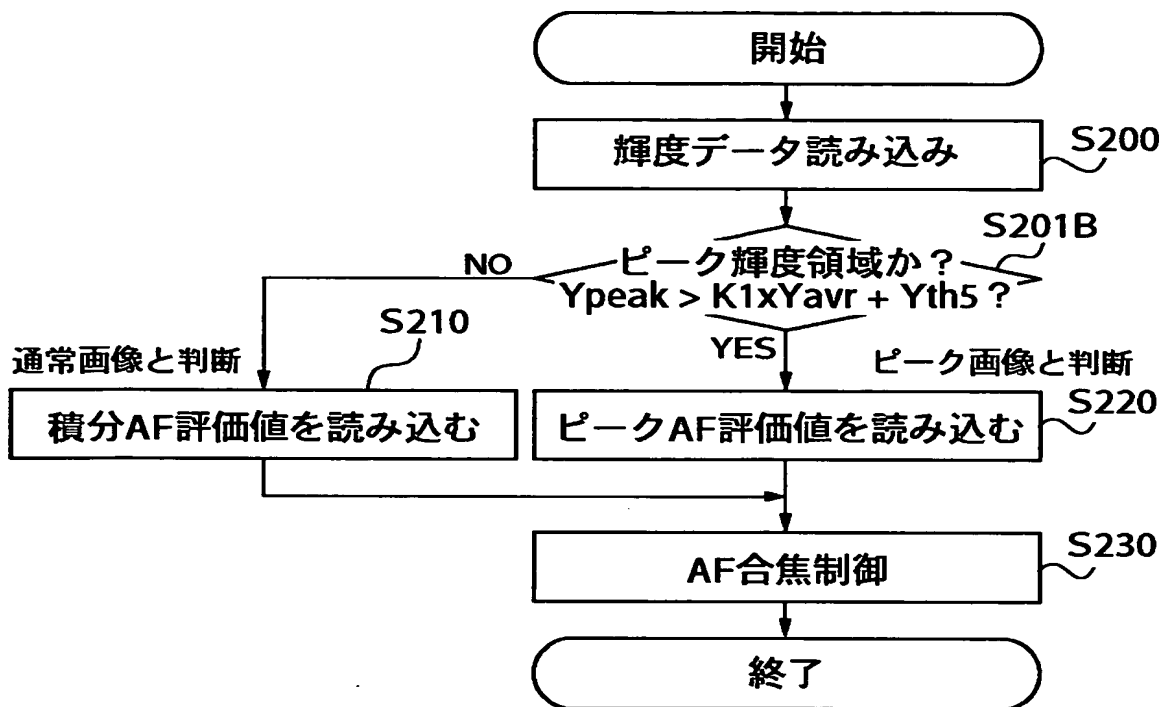 開始
輝度データ読み込み
S200
S201B
ピーク輝度領域か？
NO
Ypeak > K1xYavr + Yth5？
S210
YES
通常画像と判断
ピーク画像と判断
S220
積分AF評価値を読み込む
ピークAF評価値を読み込む
S230
AF合焦制御
終了